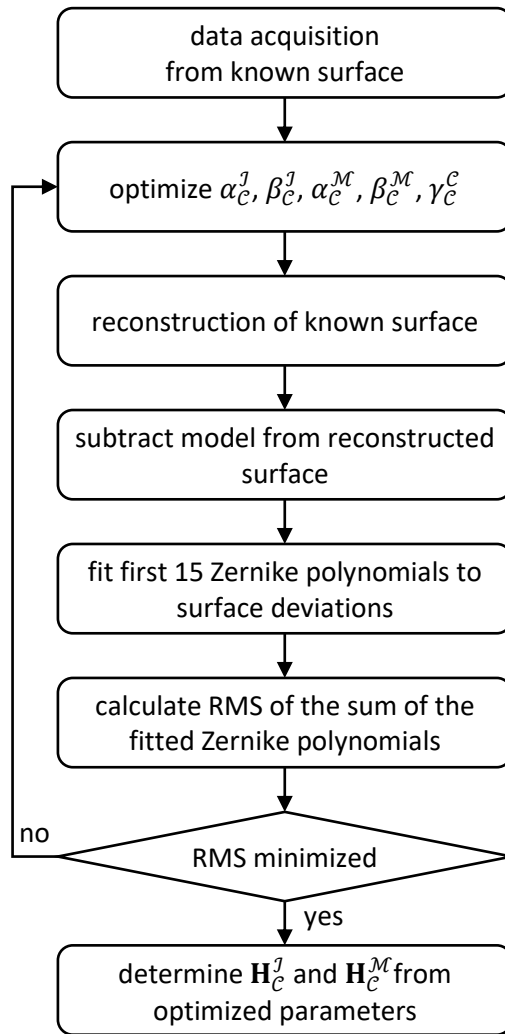 data acquisition
from known surface
optimize α_𝒞^ℐ, β_𝒞^ℐ, α_𝒞^ℳ, β_𝒞^ℳ, γ_𝒞^𝒞
reconstruction of known surface
subtract model from reconstructed
surface
fit first 15 Zernike polynomials to
surface deviations
calculate RMS of the sum of the
fitted Zernike polynomials
no
RMS minimized
yes
determine 𝐇_𝒞^ℐ and 𝐇_𝒞^ℳ from
optimized parameters